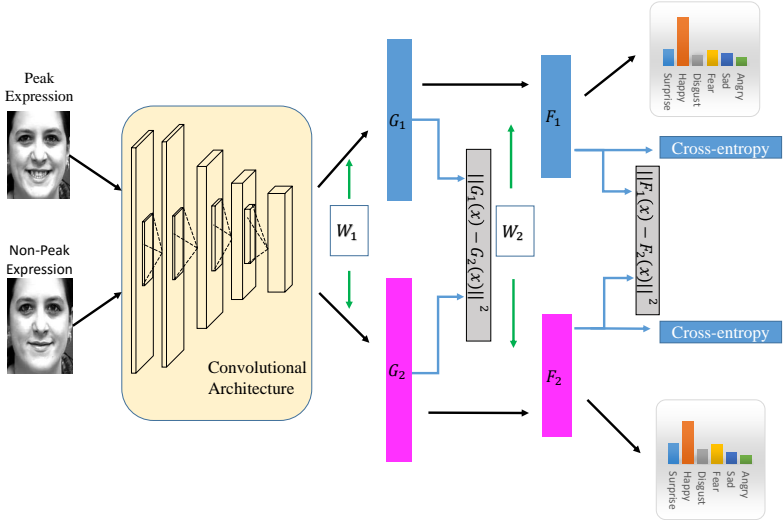 Peak
Expression
Non-Peak
Expression
Convolutional
Architecture
W₁
G₁
G₂
||G₁(x) − G₂(x)||²
W₂
F₁
F₂
Surprise
Happy
Disgust
Fear
Sad
Angry
Cross-entropy
||F₁(x) − F₂(x)||²
Cross-entropy
Surprise
Happy
Disgust
Fear
Sad
Angry